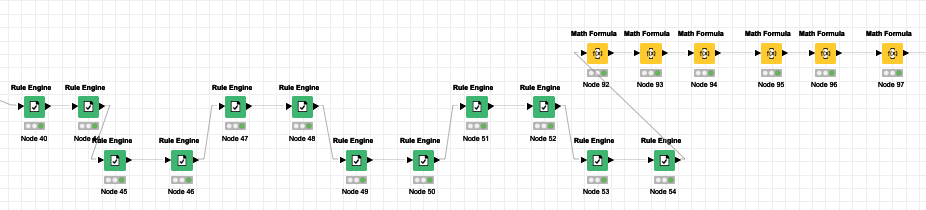 Math Formula Math Formula Math Formula Math Formula Math Formula Math Formula
Node 92 Node 93 Node 94 Node 95 Node 96 Node 97
Rule Engine Rule Engine Rule Engine Rule Engine Rule Engine Rule Engine
Node 40 Node Node 47 Node 48 Node 51 Node 52
Rule Engine Rule Engine Rule Engine Rule Engine Rule Engine Rule Engine
Node 45 Node 46 Node 49 Node 50 Node 53 Node 54